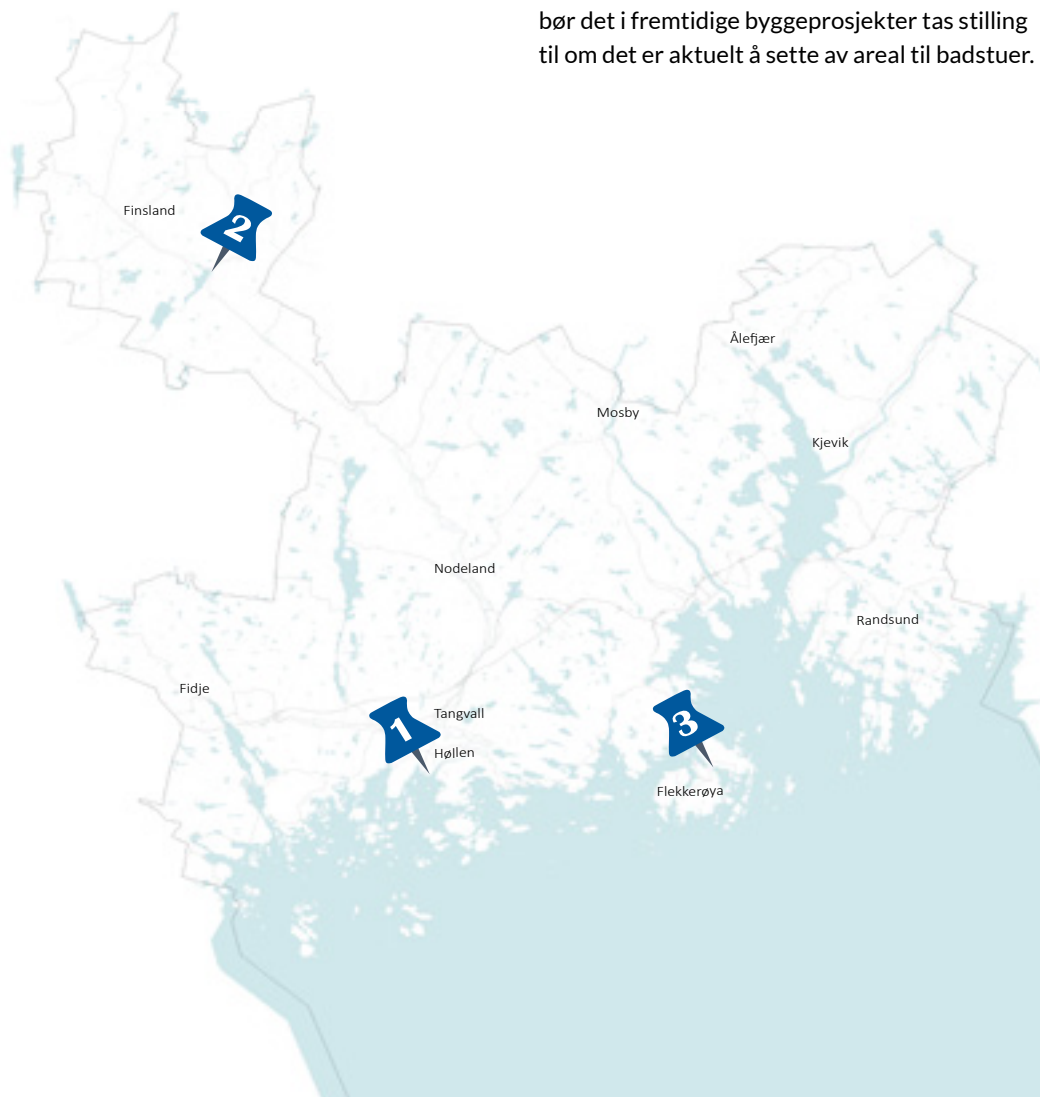 bør det i fremtidige byggeprosjekter tas stilling
til om det er aktuelt å sette av areal til badstuer.
Finsland
2
Ålefjær
Mosby
Kjevik
Nodeland
Randsund
Fidje
Tangvall
1
3
Høllen
Flekkerøya